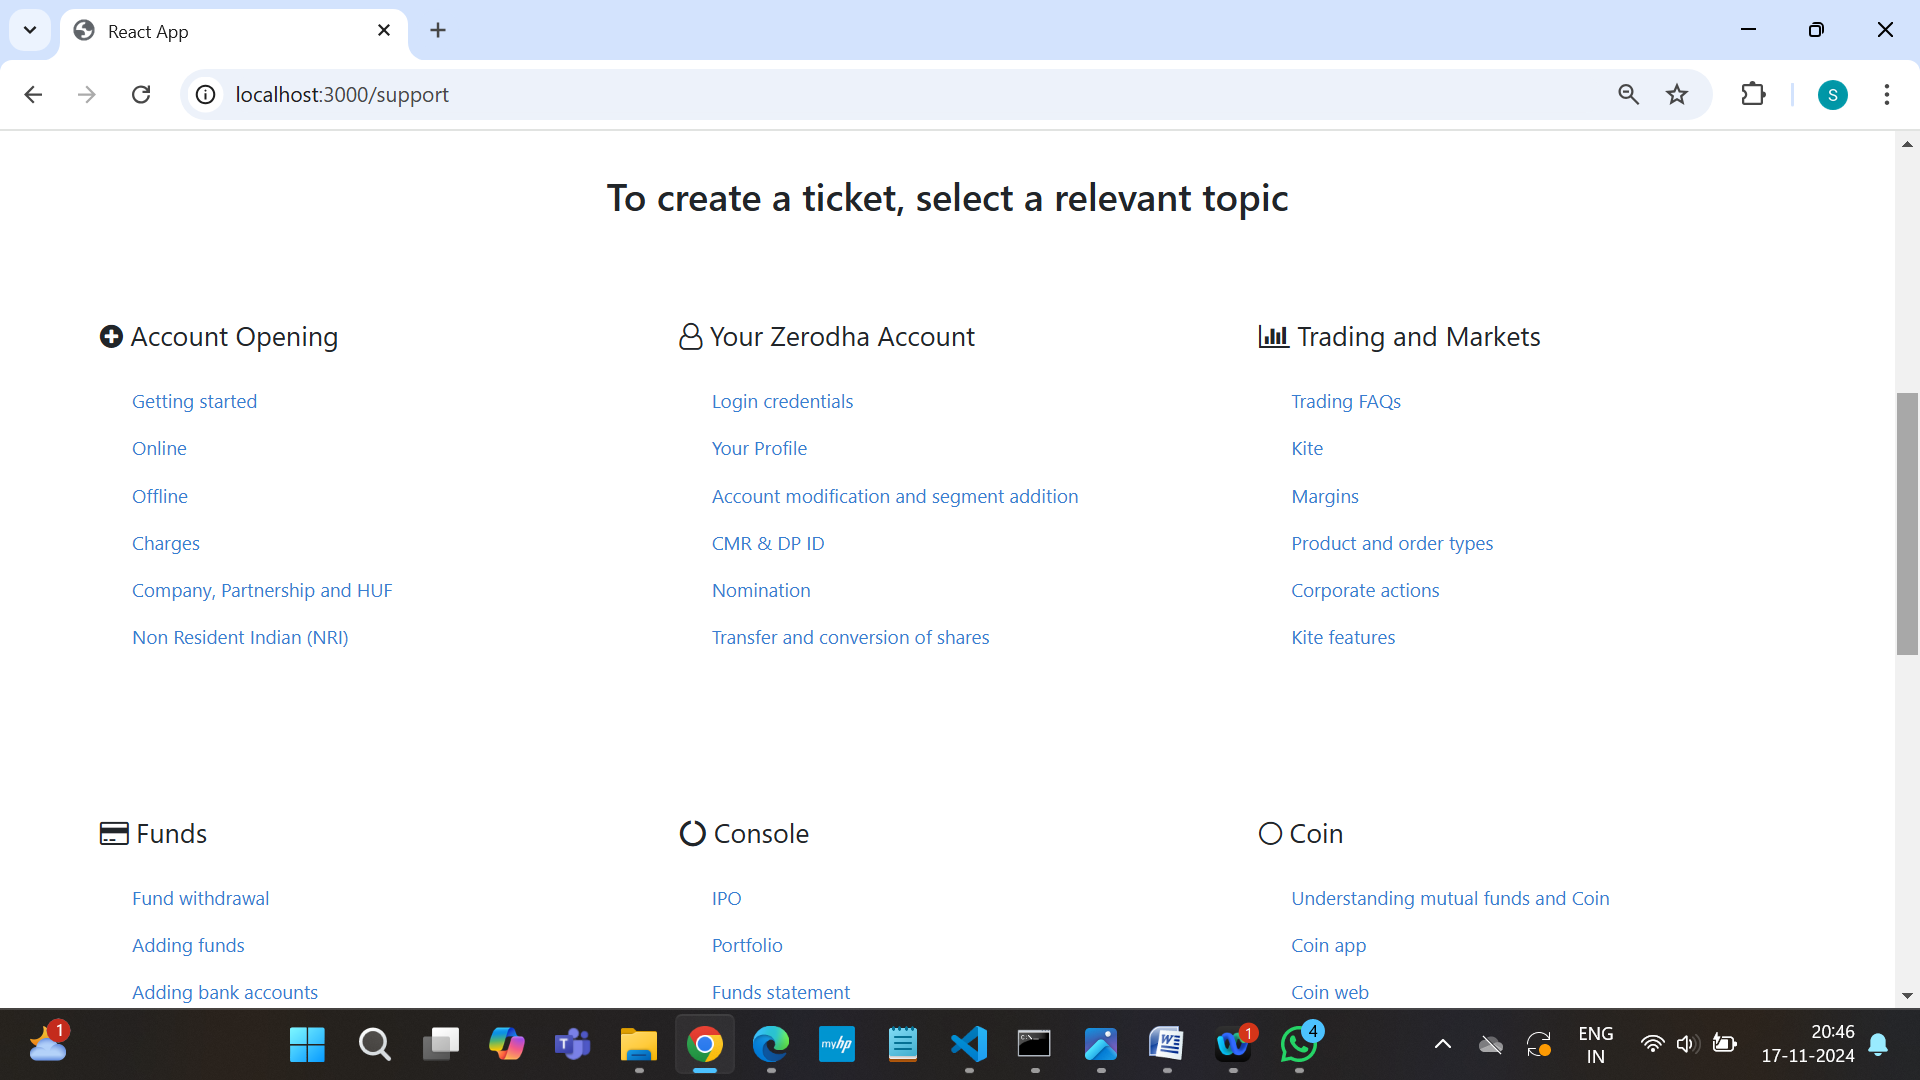 React App
localhost:3000/support
S
To create a ticket, select a relevant topic
Account Opening
Getting started
Online
Offline
Charges
Company, Partnership and HUF
Non Resident Indian (NRI)
Your Zerodha Account
Login credentials
Your Profile
Account modification and segment addition
CMR & DP ID
Nomination
Transfer and conversion of shares
Trading and Markets
Trading FAQs
Kite
Margins
Product and order types
Corporate actions
Kite features
Funds
Fund withdrawal
Adding funds
Adding bank accounts
Console
IPO
Portfolio
Funds statement
Coin
Understanding mutual funds and Coin
Coin app
Coin web
1
myhp
1
4
ENG
IN
20:46
17-11-2024